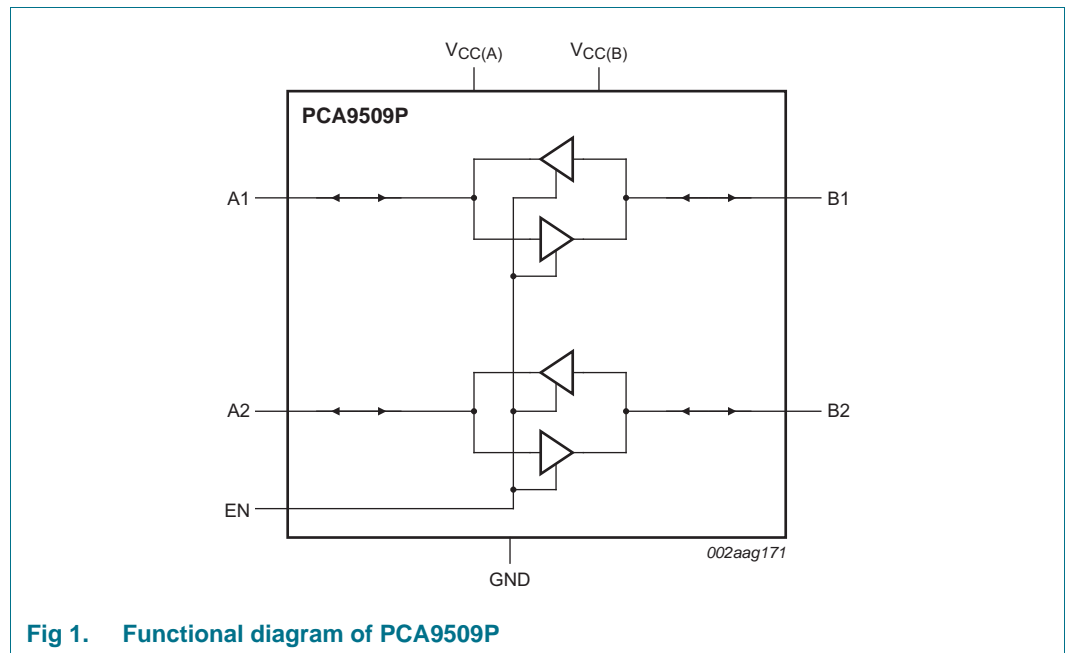 VCC(A) VCC(B)
PCA9509P
A1 B1
A2 B2
EN
002aag171
GND
Fig 1. Functional diagram of PCA9509P